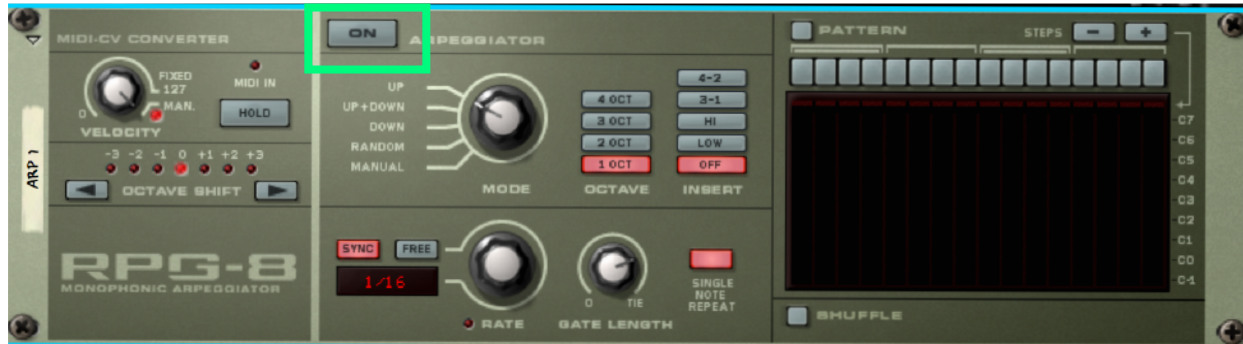 MIDI-CV CONVERTER
FIXED
127
MAN.
0
VELOCITY
MIDI IN
HOLD
-3 -2 -1 0 +1 +2 +3
OCTAVE SHIFT
ARP 1
RPG-8
MONOPHONIC ARPEGGIATOR
ON
ARPEGGIATOR
UP
UP+DOWN
DOWN
RANDOM
MANUAL
MODE
4 OCT
3 OCT
2 OCT
1 OCT
OCTAVE
4-2
3-1
HI
LOW
OFF
INSERT
SYNC
FREE
1/16
RATE
0
TIE
GATE LENGTH
SINGLE
NOTE
REPEAT
PATTERN
STEPS
-
+
C7
C6
C5
C4
C3
C2
C1
C0
C-1
SHUFFLE